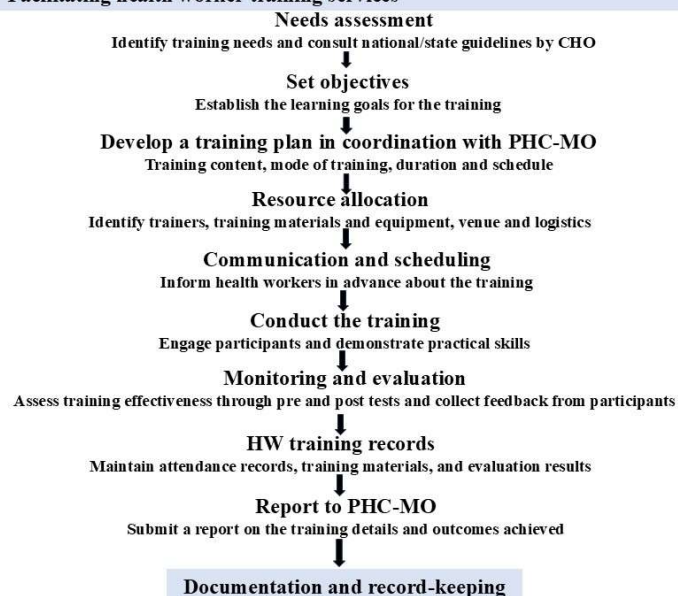 Facilitating health worker training services
Needs assessment
Identify training needs and consult national/state guidelines by CHO
Set objectives
Establish the learning goals for the training
Develop a training plan in coordination with PHC-MO
Training content, mode of training, duration and schedule
Resource allocation
Identify trainers, training materials and equipment, venue and logistics
Communication and scheduling
Inform health workers in advance about the training
Conduct the training
Engage participants and demonstrate practical skills
Monitoring and evaluation
Assess training effectiveness through pre and post tests and collect feedback from participants
HW training records
Maintain attendance records, training materials, and evaluation results
Report to PHC-MO
Submit a report on the training details and outcomes achieved
Documentation and record-keeping